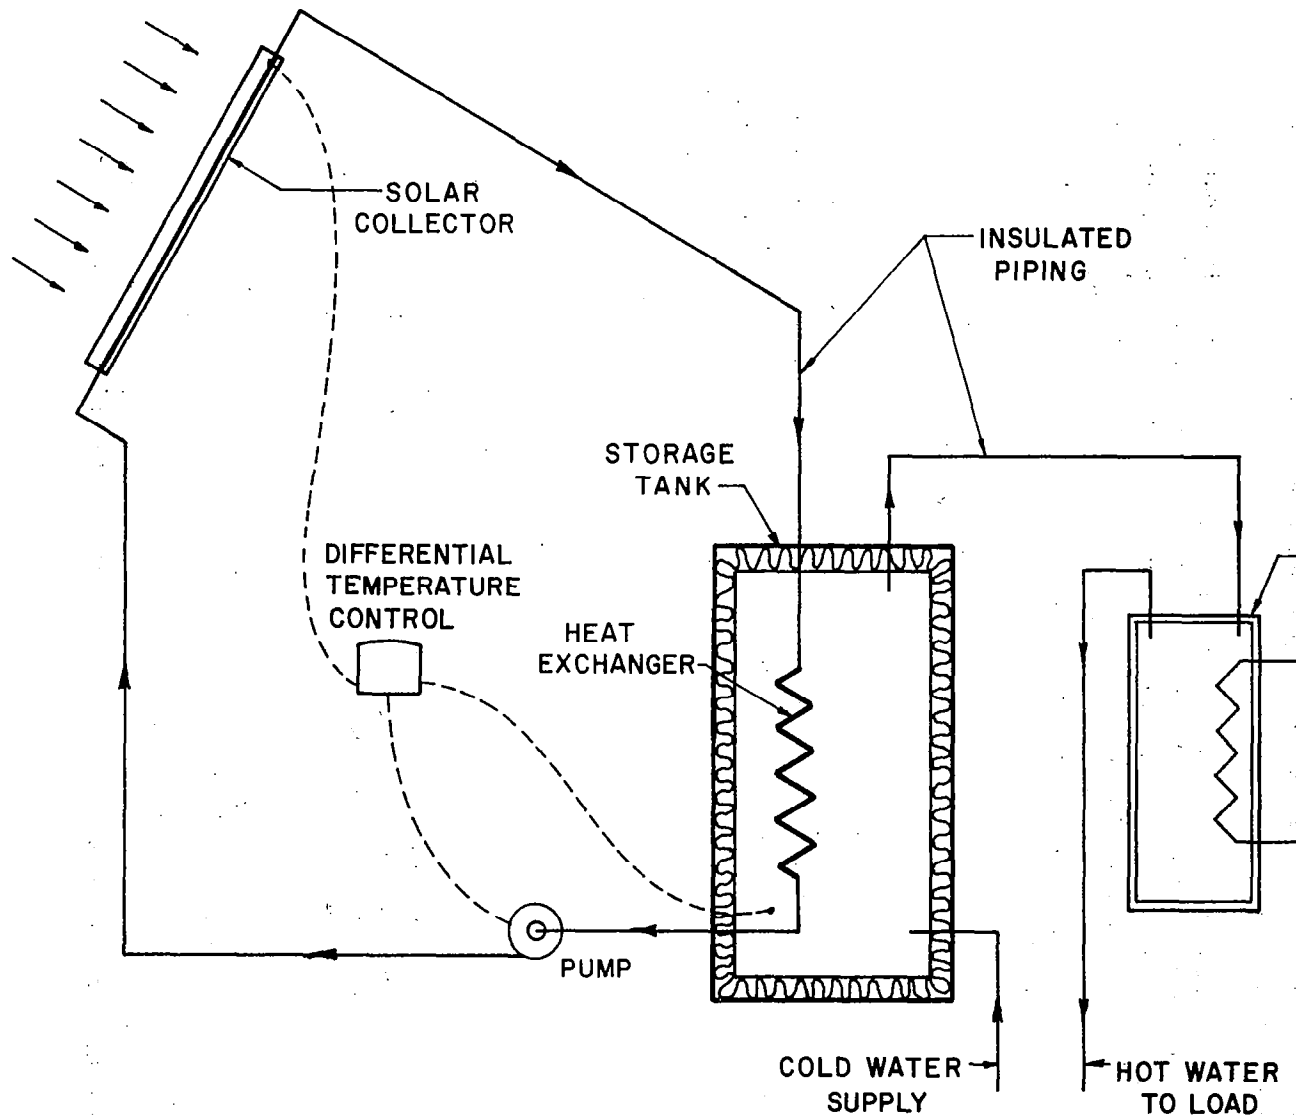 SOLAR
COLLECTOR
INSULATED
PIPING
STORAGE
TANK
DIFFERENTIAL
TEMPERATURE
CONTROL
HEAT
EXCHANGER
PUMP
COLD WATER
SUPPLY
HOT WATER
TO LOAD